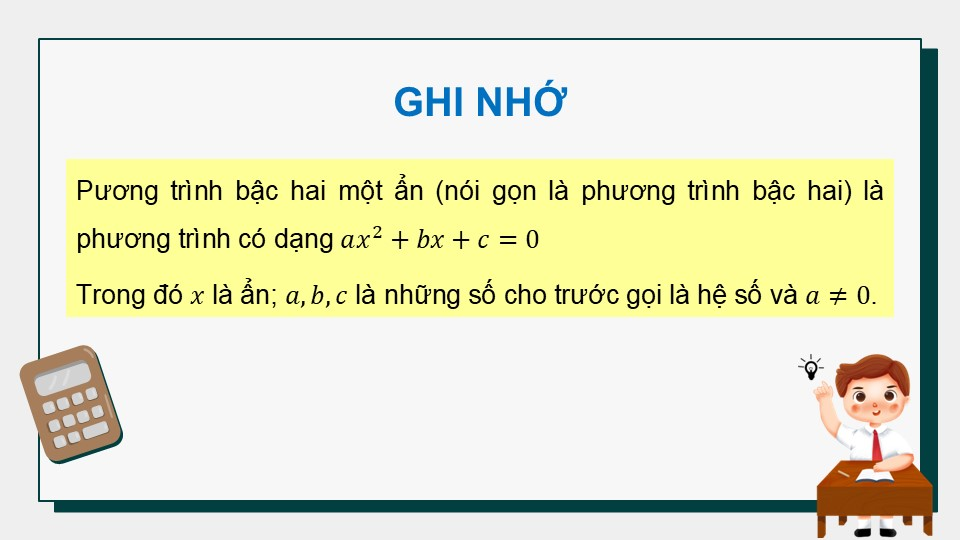 GHI NHỚ
Pương trình bậc hai một ẩn (nói gọn là phương trình bậc hai) là
phương trình có dạng 𝑎𝑥² + 𝑏𝑥 + 𝑐 = 0
Trong đó 𝑥 là ẩn; 𝑎, 𝑏, 𝑐 là những số cho trước gọi là hệ số và 𝑎 ≠ 0.